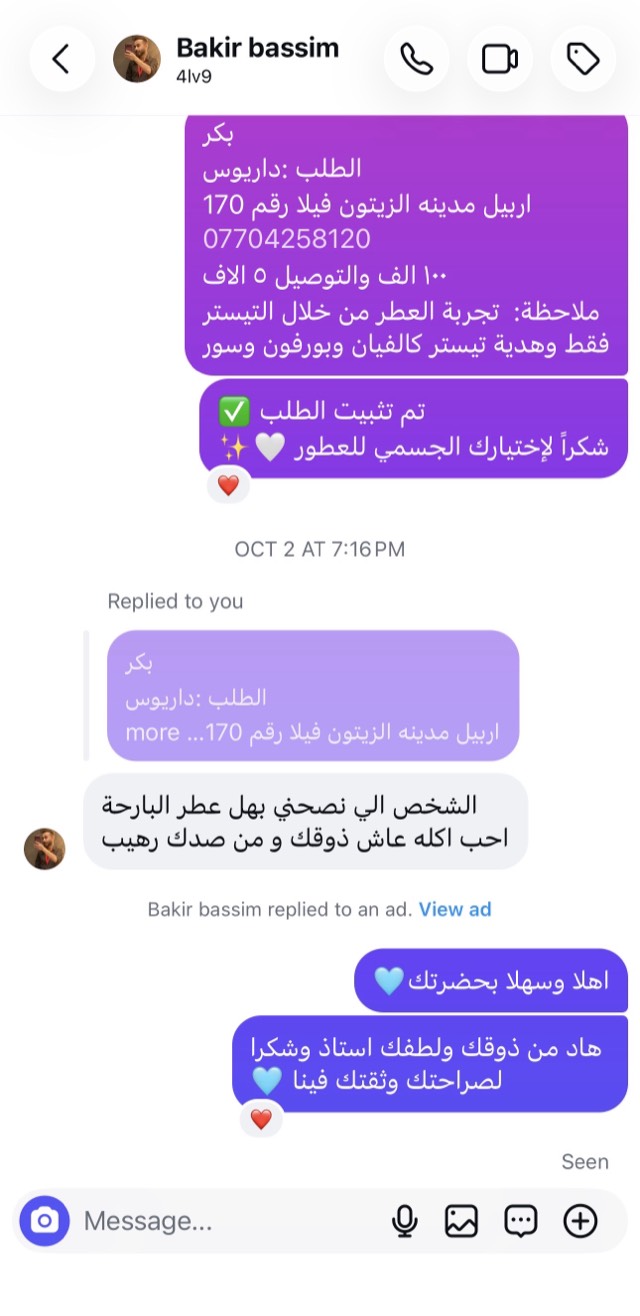 Bakir bassim
4lv9
بكر
الطلب :داريوس
اربيل مدينه الزيتون فيلا رقم 170
07704258120
١٠٠ الف والتوصيل ٥ الاف
ملاحظة: تجربة العطر من خلال التيستر
فقط وهدية تيستر كالفيان وبورفون وسور
تم تثبيت الطلب ✅
شكراً لإختيارك الجسمي للعطور 🤍✨
❤️
OCT 2 AT 7:16 PM
Replied to you
بكر
الطلب :داريوس
اربيل مدينه الزيتون فيلا رقم 170... more
الشخص الي نصحني بهل عطر البارحة
احب اكله عاش ذوقك و من صدك رهيب
Bakir bassim replied to an ad. View ad
اهلا وسهلا بحضرتك🩵
هاد من ذوقك ولطفك استاذ وشكرا
لصراحتك وثقتك فينا 🩵
❤️
Seen
Message...